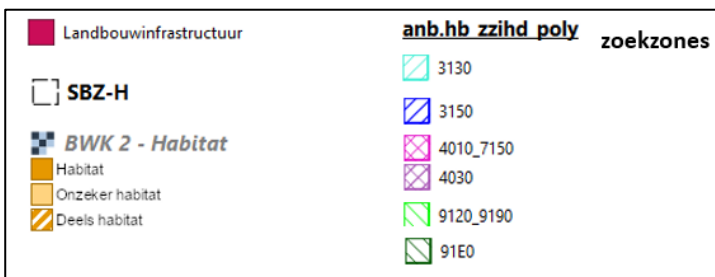 Landbouwinfrastructuur
SBZ-H
BWK 2 - Habitat
Habitat
Onzeker habitat
Deels habitat
anb.hb_zzihd_poly zoekzones
3130
3150
4010_7150
4030
9120_9190
91E0